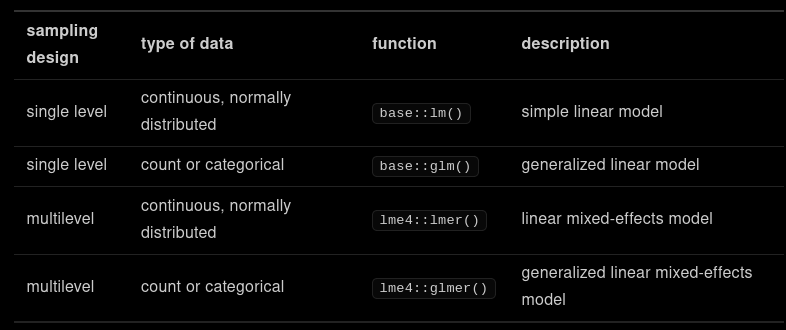 sampling design type of data function description
single level continuous, normally distributed base::lm() simple linear model
single level count or categorical base::glm() generalized linear model
multilevel continuous, normally distributed lme4::lmer() linear mixed-effects model
multilevel count or categorical lme4::glmer() generalized linear mixed-effects model